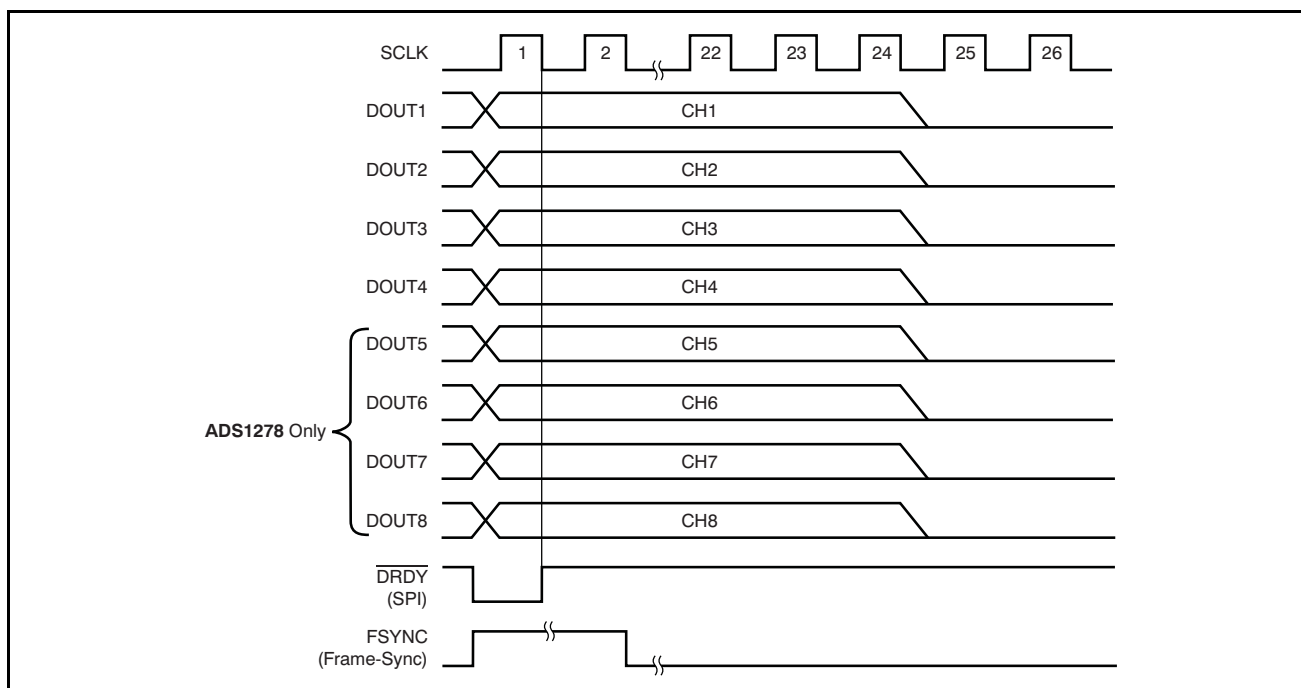 SCLK
1 2 22 23 24 25 26
DOUT1 CH1
DOUT2 CH2
DOUT3 CH3
DOUT4 CH4
DOUT5 CH5
DOUT6 CH6
ADS1278 Only
DOUT7 CH7
DOUT8 CH8
DRDY
(SPI)
FSYNC
(Frame-Sync)